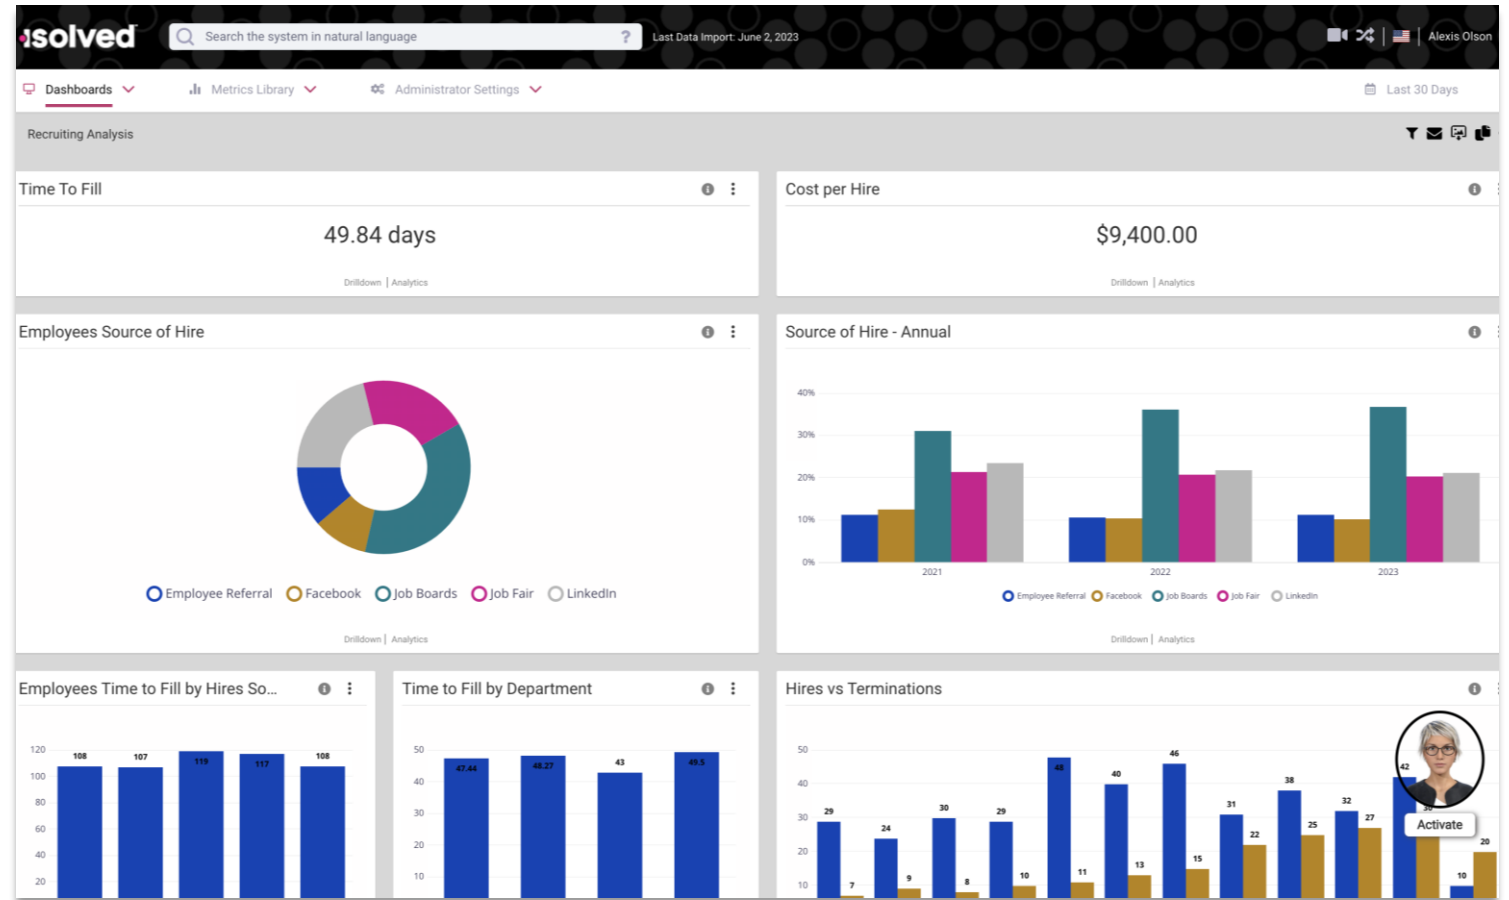 isolved
Search the system in natural language ?
Last Data Import: June 2, 2023
Alexis Olson
Dashboards
Metrics Library
Administrator Settings
Last 30 Days
Recruiting Analysis
Time To Fill
49.84 days
Drilldown | Analytics
Cost per Hire
$9,400.00
Drilldown | Analytics
Employees Source of Hire
Employee Referral Facebook Job Boards Job Fair LinkedIn
Drilldown | Analytics
Source of Hire - Annual
40%
30%
20%
10%
0%
2021 2022 2023
Employee Referral Facebook Job Boards Job Fair LinkedIn
Drilldown | Analytics
Employees Time to Fill by Hires So...
120
100
80
60
40
20
108 107 119 117 108
Time to Fill by Department
50
40
30
20
10
47.44 48.27 43 49.5
Hires vs Terminations
50
40
30
20
10
29 7 24 9 30 8 29 10 48 11 40 13 46 15 31 22 38 25 32 27 42 10 20
Activate